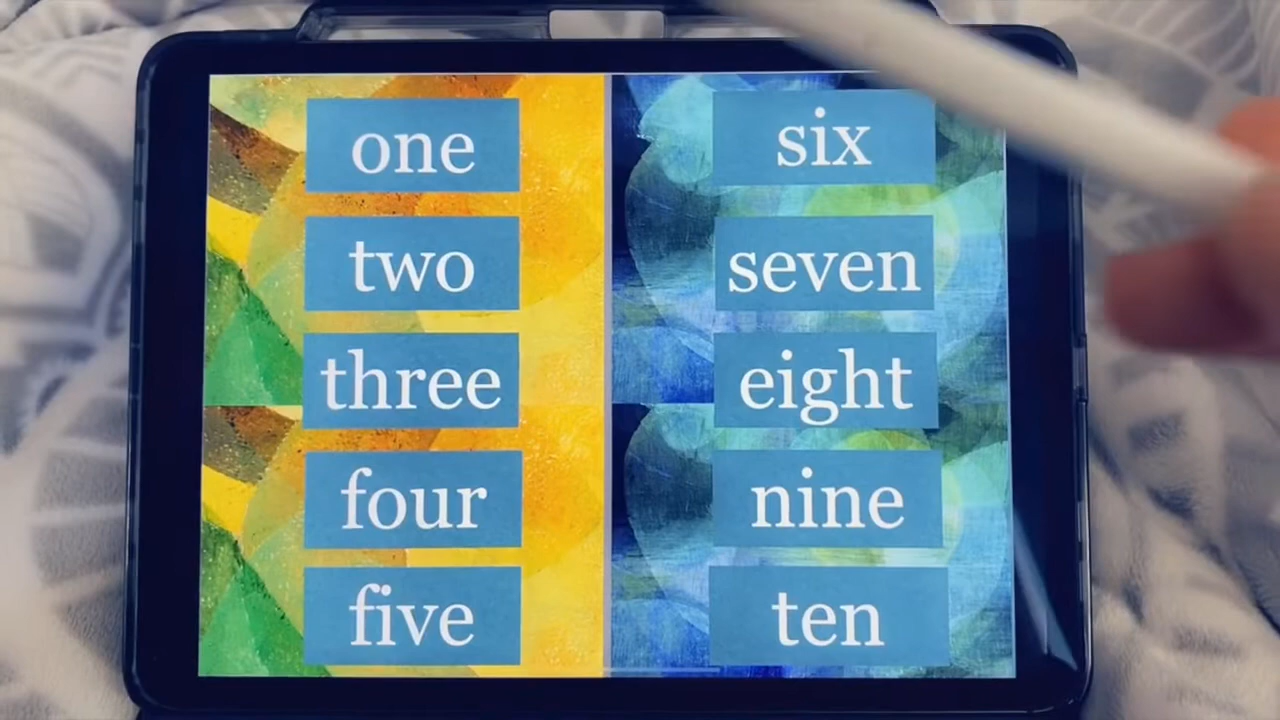 one
two
three
four
five
six
seven
eight
nine
ten